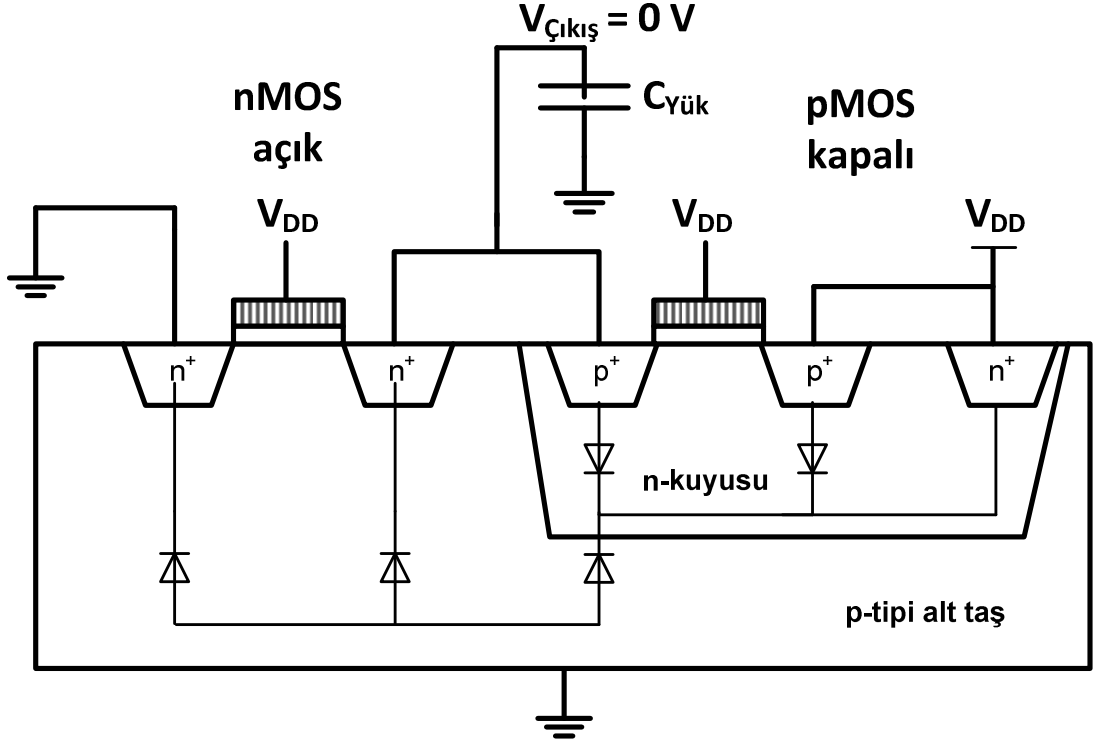 VÇıkış = 0 V
nMOS
açık
CYük
pMOS
kapalı
VDD
VDD
VDD
n+
n+
p+
p+
n+
n-kuyusu
p-tipi alt taş